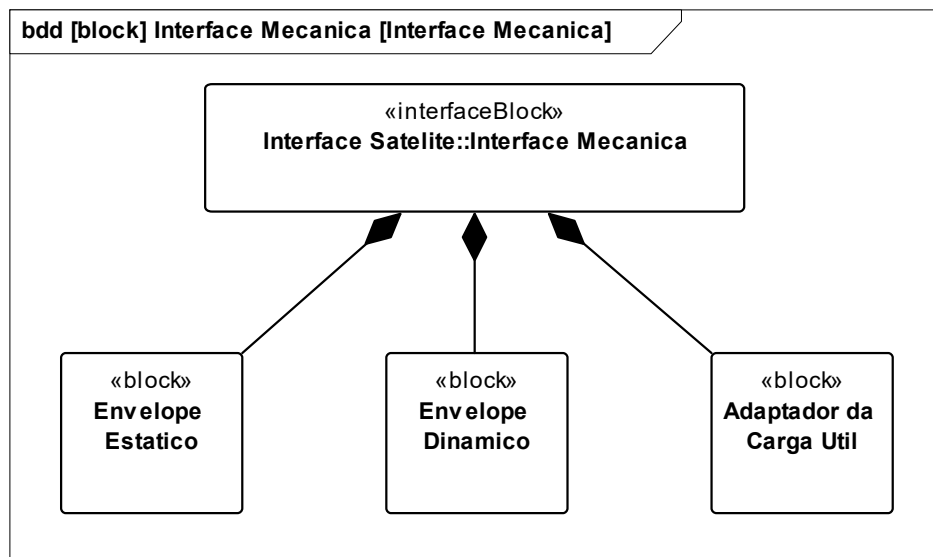 bdd [block] Interface Mecanica [Interface Mecanica]
«interfaceBlock»
Interface Satelite::Interface Mecanica
«block»
Envelope
Estatico
«block»
Envelope
Dinamico
«block»
Adaptador da
Carga Util